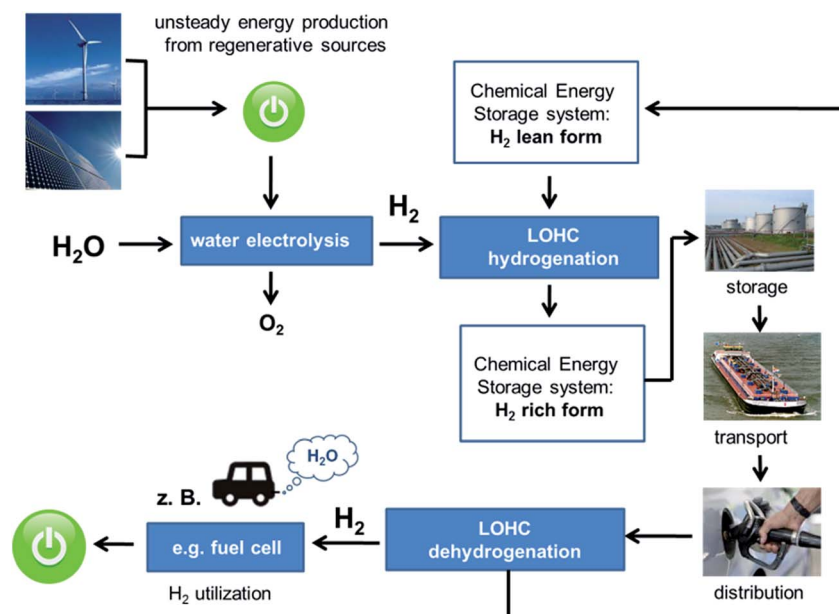 unsteady energy production
from regenerative sources
Chemical Energy
Storage system:
H₂ lean form
H₂O
water electrolysis
H₂
LOHC
hydrogenation
O₂
storage
Chemical Energy
Storage system:
H₂ rich form
transport
H₂O
z. B.
e.g. fuel cell
H₂
LOHC
dehydrogenation
H₂ utilization
distribution